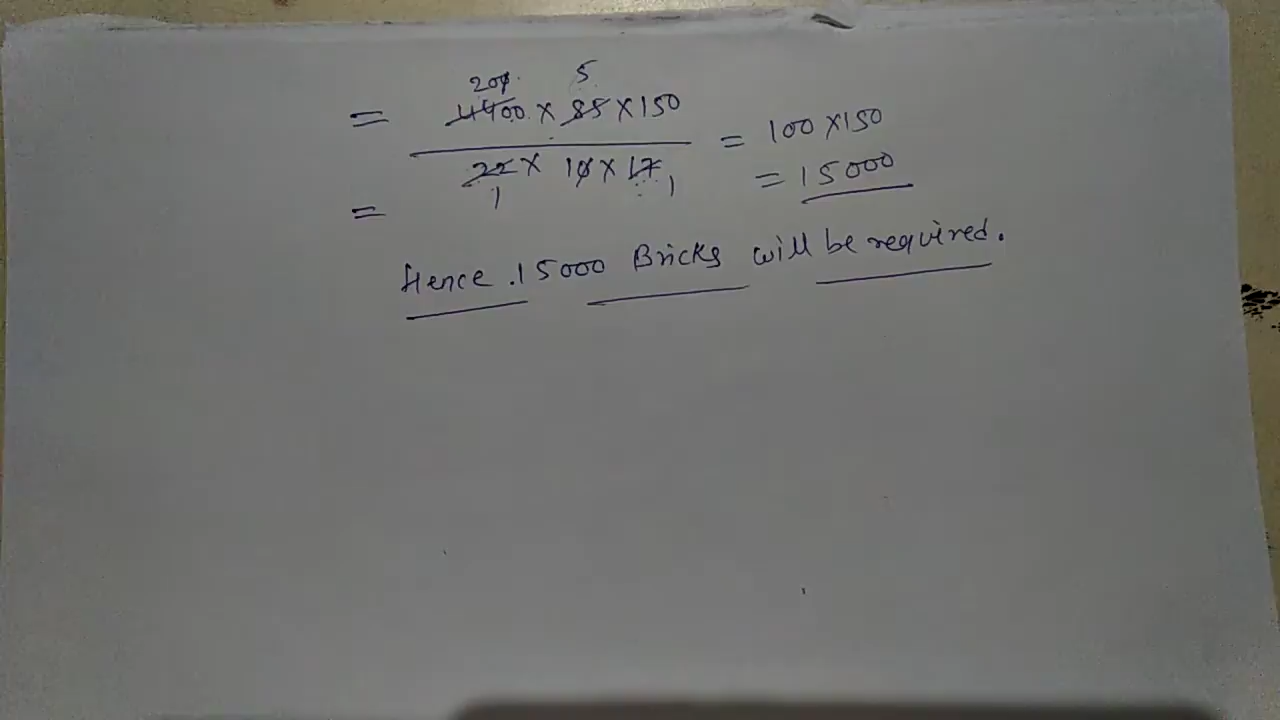 200 5
= 4400 × 85 × 150 = 100 × 150
22 × 10 × 17 = 15000
1 1
=
Hence. 15000 Bricks will be required.